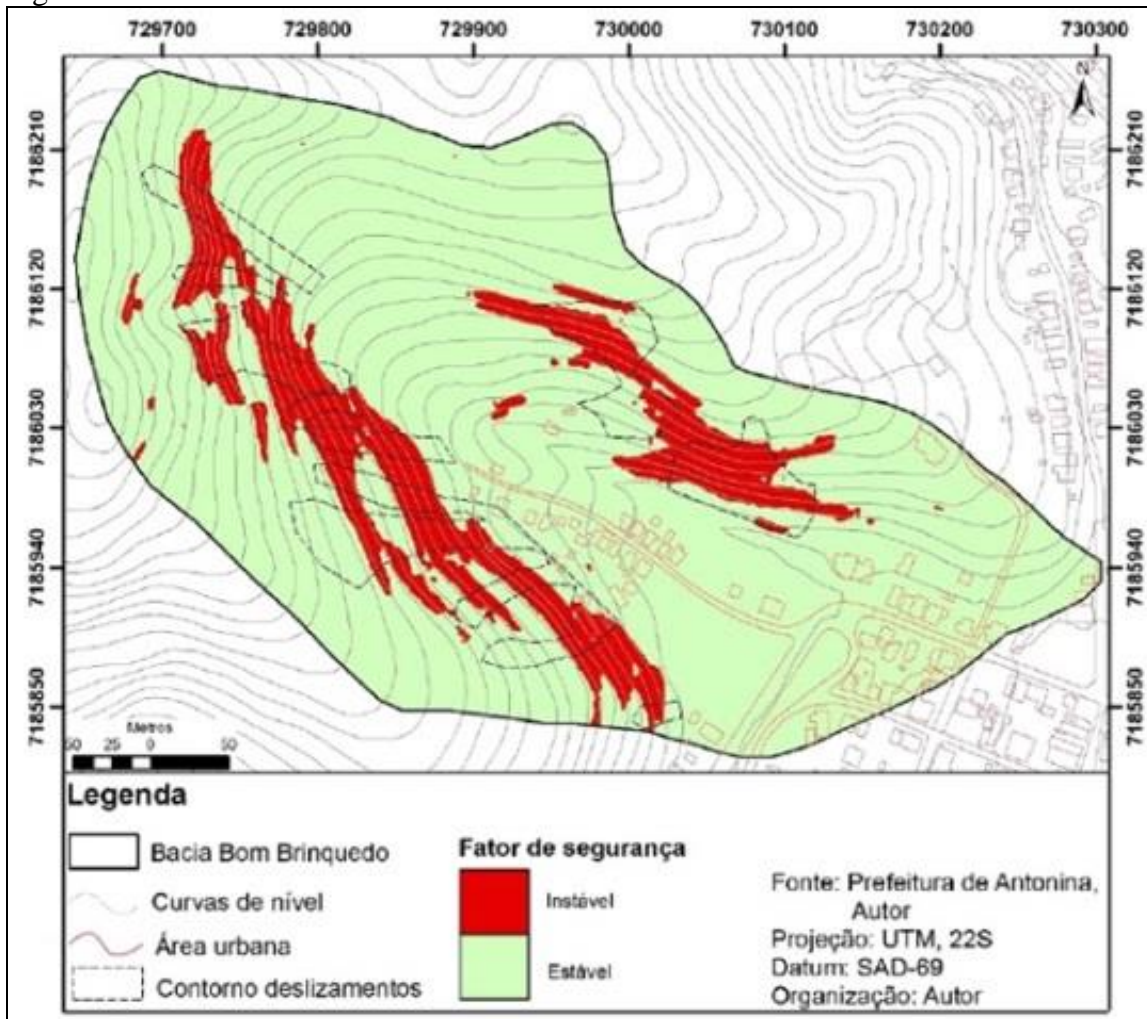 729700 729800 729900 730000 730100 730200 730300
N
7186210 7186210
7186120 7186120
7186030 7186030
7185940 7185940
7185850 7185850
Metros
50 25 0 50
Legenda
Bacia Bom Brinquedo
Curvas de nível
Área urbana
Contorno deslizamentos
Fator de segurança
Instável
Estável
Fonte: Prefeitura de Antonina,
Autor
Projeção: UTM, 22S
Datum: SAD-69
Organização: Autor